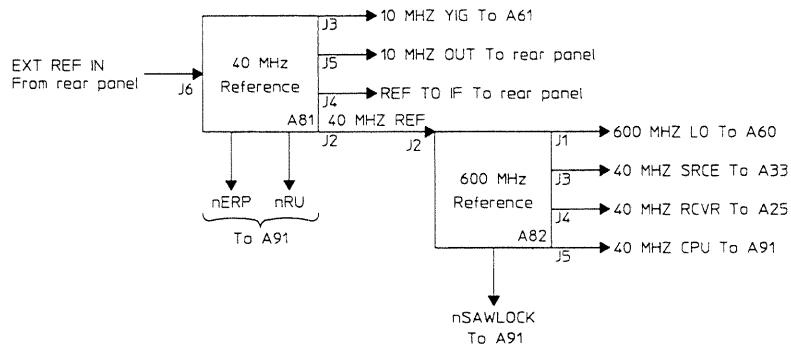 J3
10 MHZ YIG To A61
EXT REF IN
From rear panel
J6
40 MHz
Reference
A81
J5
10 MHZ OUT To rear panel
J4
REF TO IF To rear panel
J2
40 MHZ REF
J2
nERP
nRU
To A91
600 MHz
Reference
A82
J1
600 MHZ LO To A60
J3
40 MHZ SRCE To A33
J4
40 MHZ RCVR To A25
J5
40 MHZ CPU To A91
nSAWLOCK
To A91